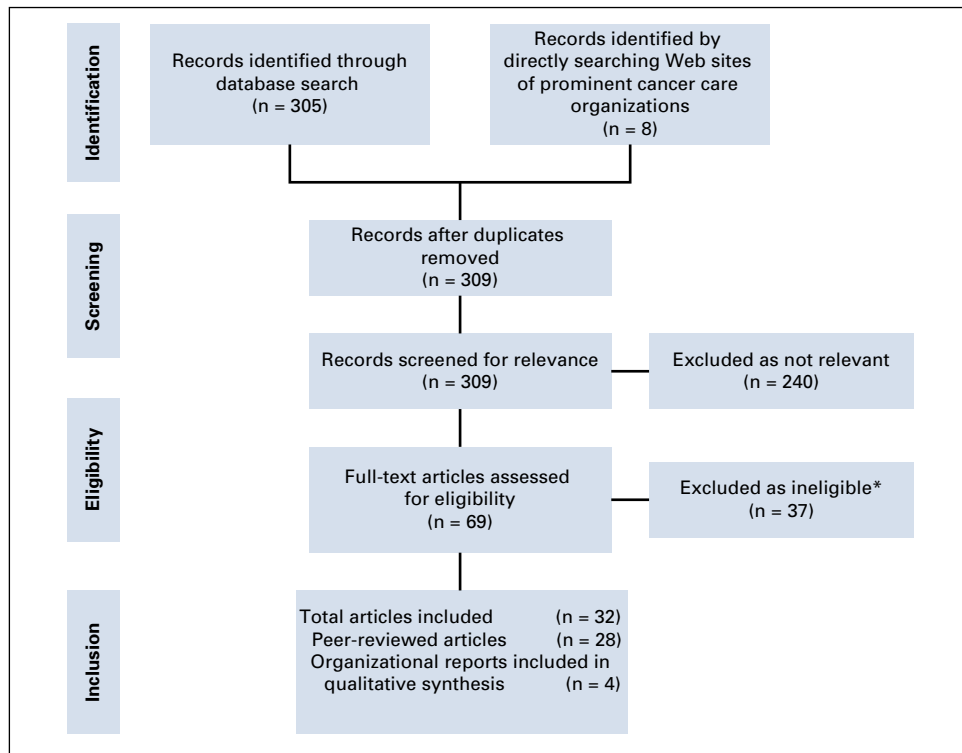 Identification
Records identified through
database search
(n = 305)
Records identified by
directly searching Web sites
of prominent cancer care
organizations
(n = 8)
Screening
Records after duplicates
removed
(n = 309)
Records screened for relevance
(n = 309)
Excluded as not relevant
(n = 240)
Eligibility
Full-text articles assessed
for eligibility
(n = 69)
Excluded as ineligible*
(n = 37)
Inclusion
Total articles included (n = 32)
Peer-reviewed articles (n = 28)
Organizational reports included in
qualitative synthesis (n = 4)